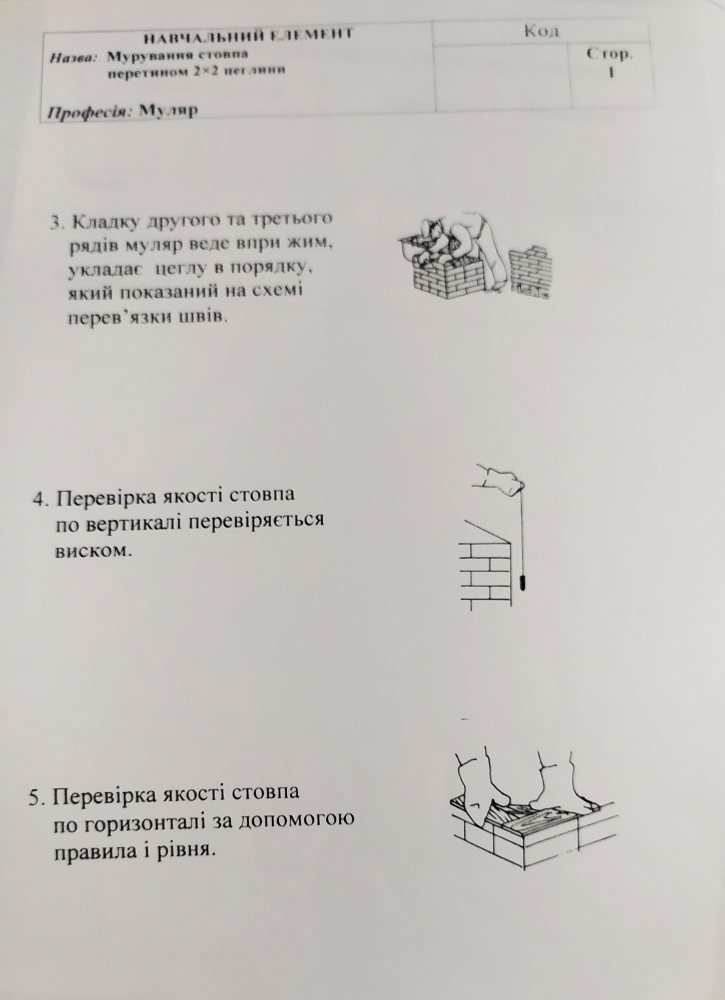 НАВЧАЛЬНИЙ ЕЛЕМЕНТ
Назва: Мурування стовпа
перетином 2×2 цеглини
Професія: Муляр
Код
Стор.
1
3. Кладку другого та третього
рядів муляр веде впри жим,
укладає цеглу в порядку,
який показаний на схемі
перев`язки швів.
4. Перевірка якості стовпа
по вертикалі перевіряється
виском.
5. Перевірка якості стовпа
по горизонталі за допомогою
правила і рівня.